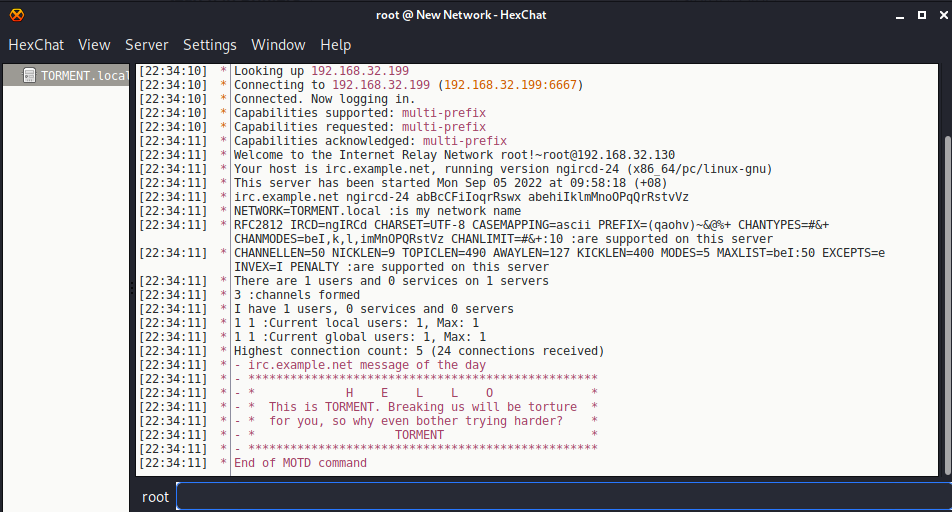 root @ New Network - HexChat
HexChat View Server Settings Window Help
TORMENT.local
[22:34:10] * Looking up 192.168.32.199
[22:34:10] * Connecting to 192.168.32.199 (192.168.32.199:6667)
[22:34:10] * Connected. Now logging in.
[22:34:10] * Capabilities supported: multi-prefix
[22:34:10] * Capabilities requested: multi-prefix
[22:34:11] * Capabilities acknowledged: multi-prefix
[22:34:11] * Welcome to the Internet Relay Network root!~root@192.168.32.130
[22:34:11] * Your host is irc.example.net, running version ngircd-24 (x86_64/pc/linux-gnu)
[22:34:11] * This server has been started Mon Sep 05 2022 at 09:58:18 (+08)
[22:34:11] * irc.example.net ngircd-24 abBcCFiIoqrRswx abehiIklmMnoOPqQrRstvVz
[22:34:11] * NETWORK=TORMENT.local :is my network name
[22:34:11] * RFC2812 IRCD=ngIRCd CHARSET=UTF-8 CASEMAPPING=ascii PREFIX=(qaohv)~&@%+ CHANTYPES=#&+
CHANMODES=beI,k,l,imMnOPQRstVz CHANLIMIT=#&+:10 :are supported on this server
[22:34:11] * CHANNELLEN=50 NICKLEN=9 TOPICLEN=490 AWAYLEN=127 KICKLEN=400 MODES=5 MAXLIST=beI:50 EXCEPTS=e
INVEX=I PENALTY :are supported on this server
[22:34:11] * There are 1 users and 0 services on 1 servers
[22:34:11] * 3 :channels formed
[22:34:11] * I have 1 users, 0 services and 0 servers
[22:34:11] * 1 1 :Current local users: 1, Max: 1
[22:34:11] * 1 1 :Current global users: 1, Max: 1
[22:34:11] * Highest connection count: 5 (24 connections received)
[22:34:11] * - irc.example.net message of the day
[22:34:11] * - **************************************************
[22:34:11] * - * H E L L O *
[22:34:11] * - * This is TORMENT. Breaking us will be torture *
[22:34:11] * - * for you, so why even bother trying harder? *
[22:34:11] * - * TORMENT *
[22:34:11] * - **************************************************
[22:34:11] * End of MOTD command
root